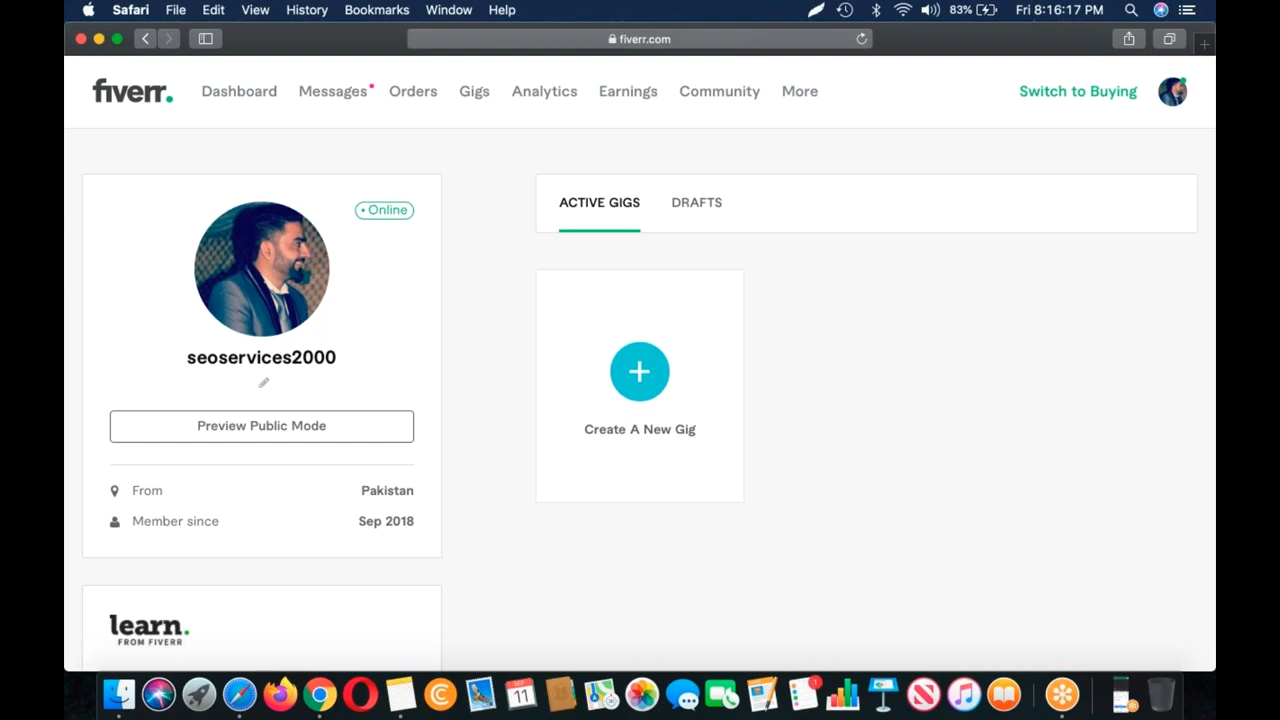 Safari File Edit View History Bookmarks Window Help 83% Fri 8:16:17 PM
fiverr.com
fiverr. Dashboard Messages Orders Gigs Analytics Earnings Community More Switch to Buying
Online
seoservices2000
Preview Public Mode
From Pakistan
Member since Sep 2018
learn.
FROM FIVERR
ACTIVE GIGS DRAFTS
Create A New Gig
11
1